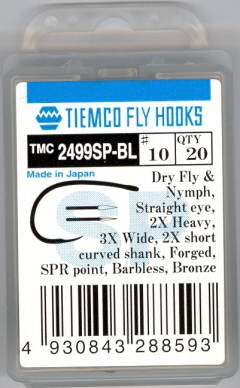 TIEMCO FLY HOOKS
TMC 2499SP-BL # 10 QTY 20
Made in Japan
Dry Fly &
Nymph,
Straight eye,
2X Heavy,
3X Wide, 2X short
curved shank, Forged,
SPR point, Barbless, Bronze
4 930843 288593